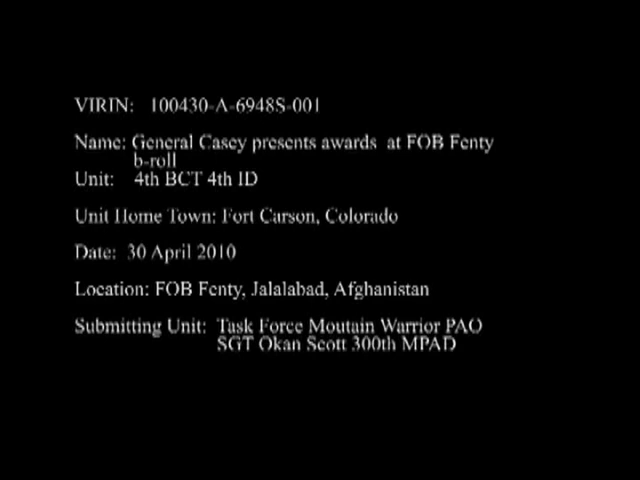 VIRIN: 100430-A-6948S-001
Name: General Casey presents awards at FOB Fenty
b-roll
Unit: 4th BCT 4th ID
Unit Home Town: Fort Carson, Colorado
Date: 30 April 2010
Location: FOB Fenty, Jalalabad, Afghanistan
Submitting Unit: Task Force Moutain Warrior PAO
SGT Okan Scott 300th MPAD